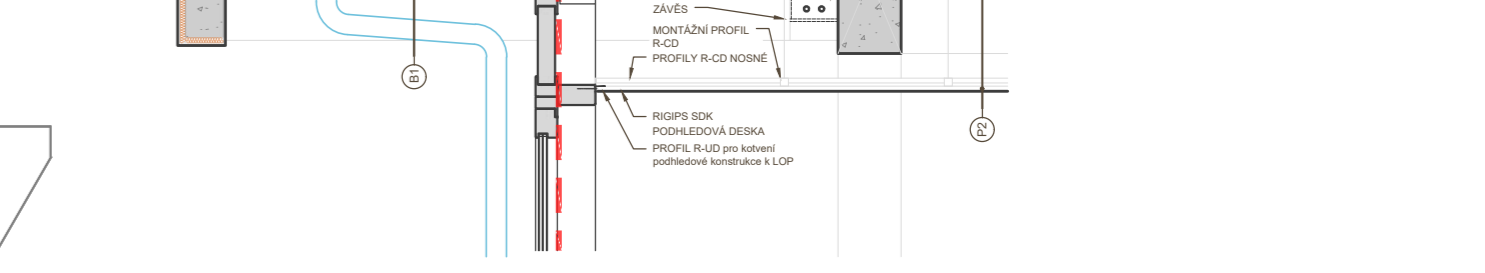 ZÁVĚS
MONTÁŽNÍ PROFIL
R-CD
PROFILY R-CD NOSNÉ
B1
RIGIPS SDK
PODHLEDOVÁ DESKA
PROFIL R-UD pro kotvení
podhledové konstrukce k LOP
P2